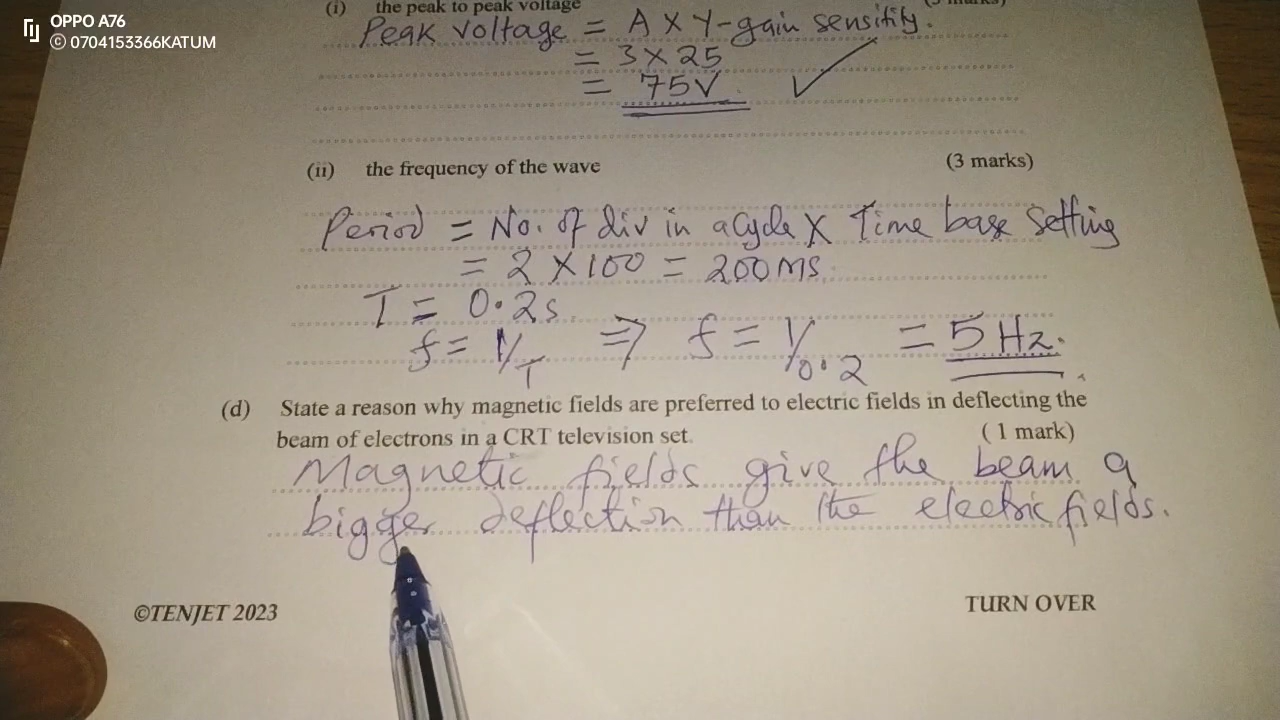 OPPO A76
© 0704153366KATUM
(i) the peak to peak voltage
Peak Voltage = A X Y-gain sensitity.
= 3 X 25
= 75V
(ii) the frequency of the wave (3 marks)
Period = No. of div in a Cycle X Time base setting
= 2 X 100 = 200 ms
T = 0.2s
f = 1/T ⇒ f = 1/0.2 = 5 Hz.
(d) State a reason why magnetic fields are preferred to electric fields in deflecting the
beam of electrons in a CRT television set. ( 1 mark)
Magnetic fields give the beam a
bigger deflection than the electric fields.
©TENJET 2023 TURN OVER